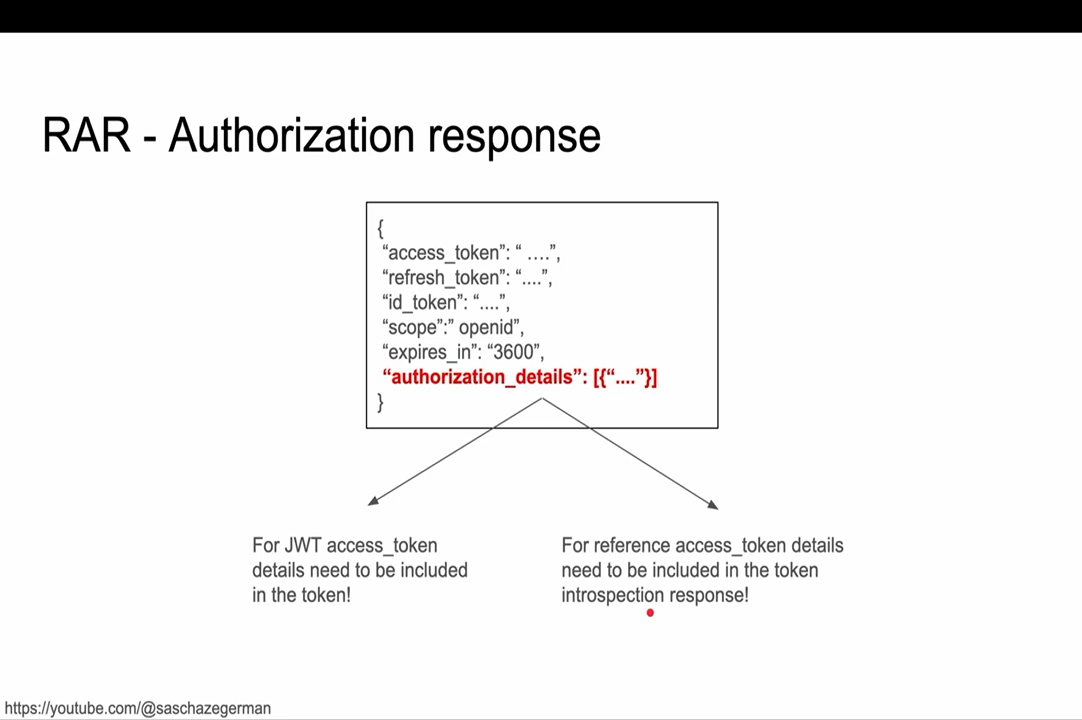 RAR - Authorization response
{
“access_token”: “ ....”,
“refresh_token”: “....”,
“id_token”: “....”,
“scope”:” openid”,
“expires_in”: “3600”,
“authorization_details”: [{“....”}]
}
For JWT access_token
details need to be included
in the token!
For reference access_token details
need to be included in the token
introspection response!
https://youtube.com/@saschazegerman